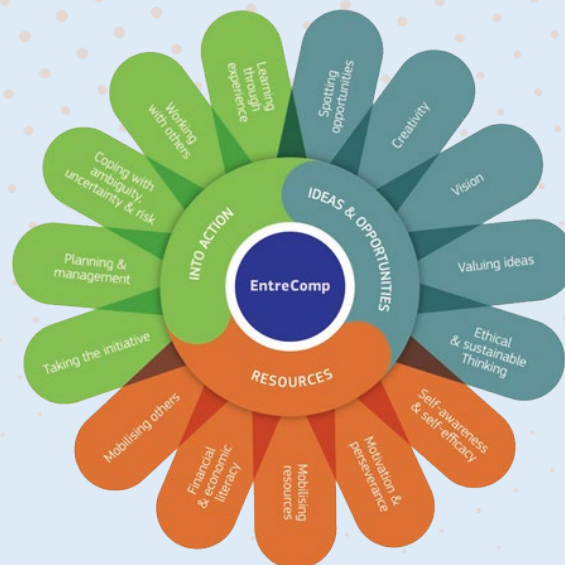 EntreComp
IDEAS & OPPORTUNITIES
Spotting
opportunities
Creativity
Vision
Valuing ideas
Ethical
& sustainable
Thinking
RESOURCES
Self-awareness
& self-efficacy
Motivation &
perseverance
Mobilising
resources
Financial
& economic
literacy
Mobilising others
INTO ACTION
Taking the initiative
Planning &
management
Coping with
ambiguity,
uncertainty & risk
Working
with others
Learning
through
experience